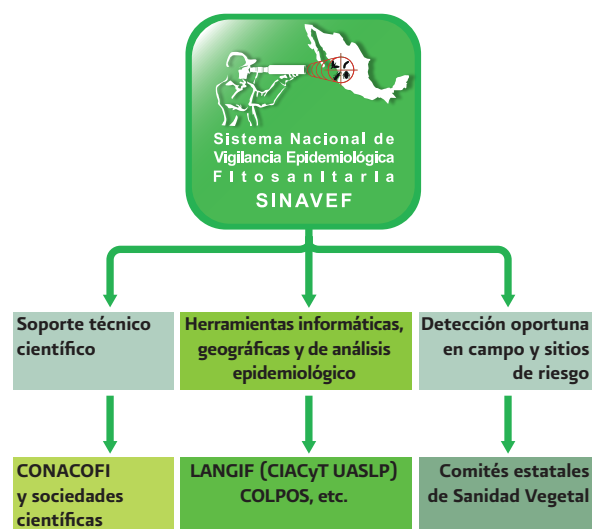 Sistema Nacional de
Vigilancia Epidemiológica
Fitosanitaria
SINAVEF
Soporte técnico
científico
Herramientas informáticas,
geográficas y de análisis
epidemiológico
Detección oportuna
en campo y sitios
de riesgo
CONACOFI
y sociedades
científicas
LANGIF (CIACyT UASLP)
COLPOS, etc.
Comités estatales
de Sanidad Vegetal